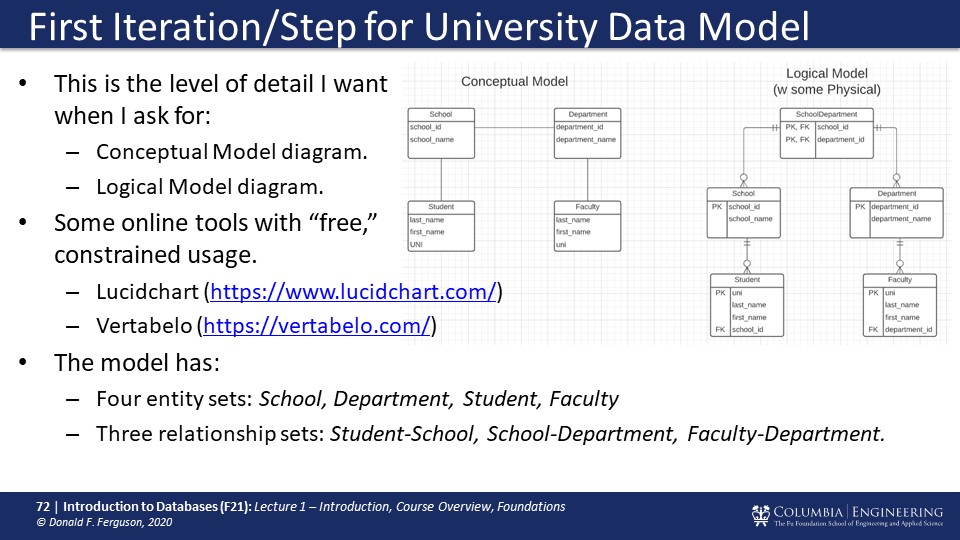 First Iteration/Step for University Data Model
• This is the level of detail I want
when I ask for:
– Conceptual Model diagram.
– Logical Model diagram.
• Some online tools with “free,”
constrained usage.
– Lucidchart (https://www.lucidchart.com/)
– Vertabelo (https://vertabelo.com/)
• The model has:
– Four entity sets: School, Department, Student, Faculty
– Three relationship sets: Student-School, School-Department, Faculty-Department.
Conceptual Model
School
school_id
school_name
Department
department_id
department_name
Student
last_name
first_name
UNI
Faculty
last_name
first_name
uni
Logical Model
(w some Physical)
SchoolDepartment
PK, FK school_id
PK, FK department_id
School
PK school_id
school_name
Department
PK department_id
department_name
Student
PK uni
last_name
first_name
FK school_id
Faculty
PK uni
last_name
first_name
FK department_id
72 | Introduction to Databases (F21): Lecture 1 – Introduction, Course Overview, Foundations
© Donald F. Ferguson, 2020
COLUMBIA | ENGINEERING
The Fu Foundation School of Engineering and Applied Science